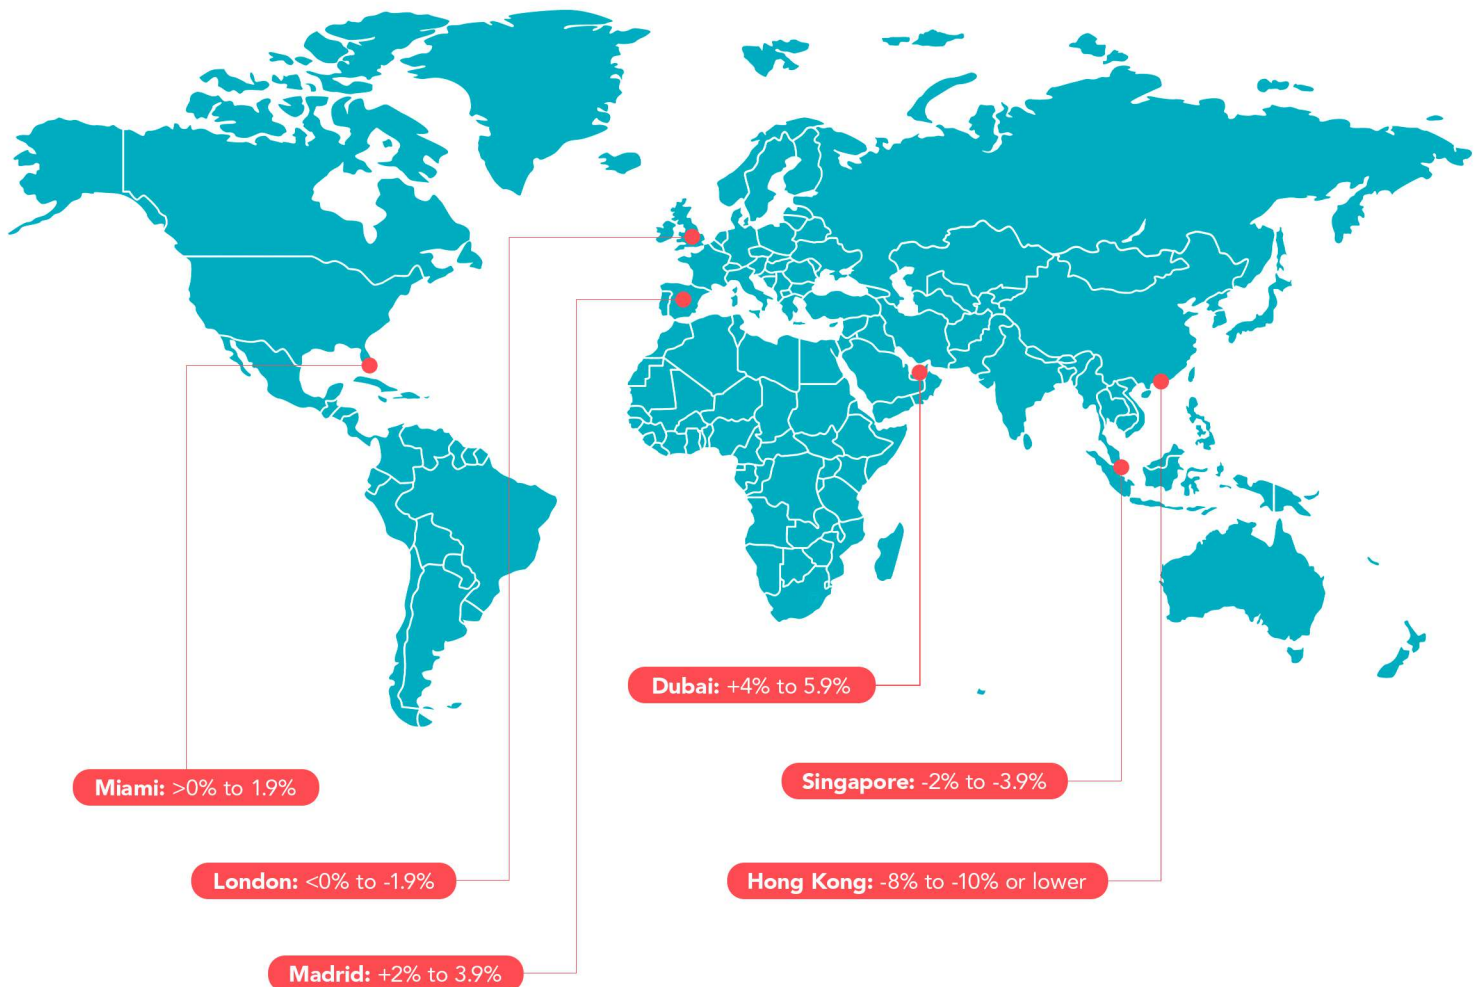 Dubai: +4% to 5.9%
Miami: >0% to 1.9%
Singapore: -2% to -3.9%
London: <0% to -1.9%
Hong Kong: -8% to -10% or lower
Madrid: +2% to 3.9%